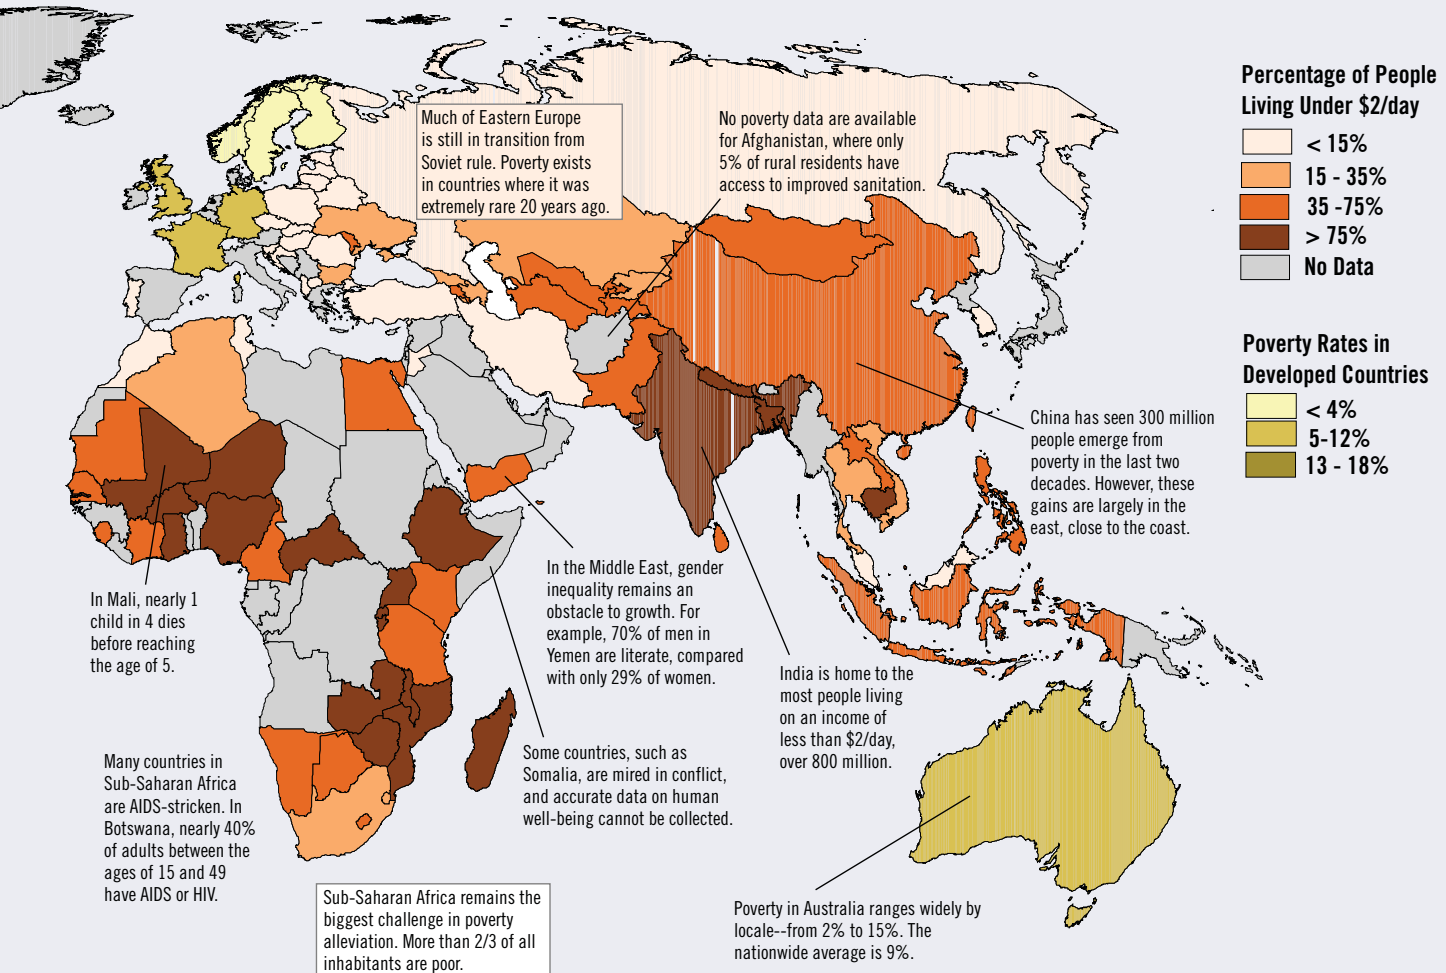 Much of Eastern Europe
is still in transition from
Soviet rule. Poverty exists
in countries where it was
extremely rare 20 years ago.
No poverty data are available
for Afghanistan, where only
5% of rural residents have
access to improved sanitation.
Percentage of People
Living Under $2/day
< 15%
15 - 35%
35 -75%
> 75%
No Data
Poverty Rates in
Developed Countries
< 4%
5-12%
13 - 18%
China has seen 300 million
people emerge from
poverty in the last two
decades. However, these
gains are largely in the
east, close to the coast.
In Mali, nearly 1
child in 4 dies
before reaching
the age of 5.
In the Middle East, gender
inequality remains an
obstacle to growth. For
example, 70% of men in
Yemen are literate, compared
with only 29% of women.
India is home to the
most people living
on an income of
less than $2/day,
over 800 million.
Some countries, such as
Somalia, are mired in conflict,
and accurate data on human
well-being cannot be collected.
Many countries in
Sub-Saharan Africa
are AIDS-stricken. In
Botswana, nearly 40%
of adults between the
ages of 15 and 49
have AIDS or HIV.
Sub-Saharan Africa remains the
biggest challenge in poverty
alleviation. More than 2/3 of all
inhabitants are poor.
Poverty in Australia ranges widely by
locale--from 2% to 15%. The
nationwide average is 9%.